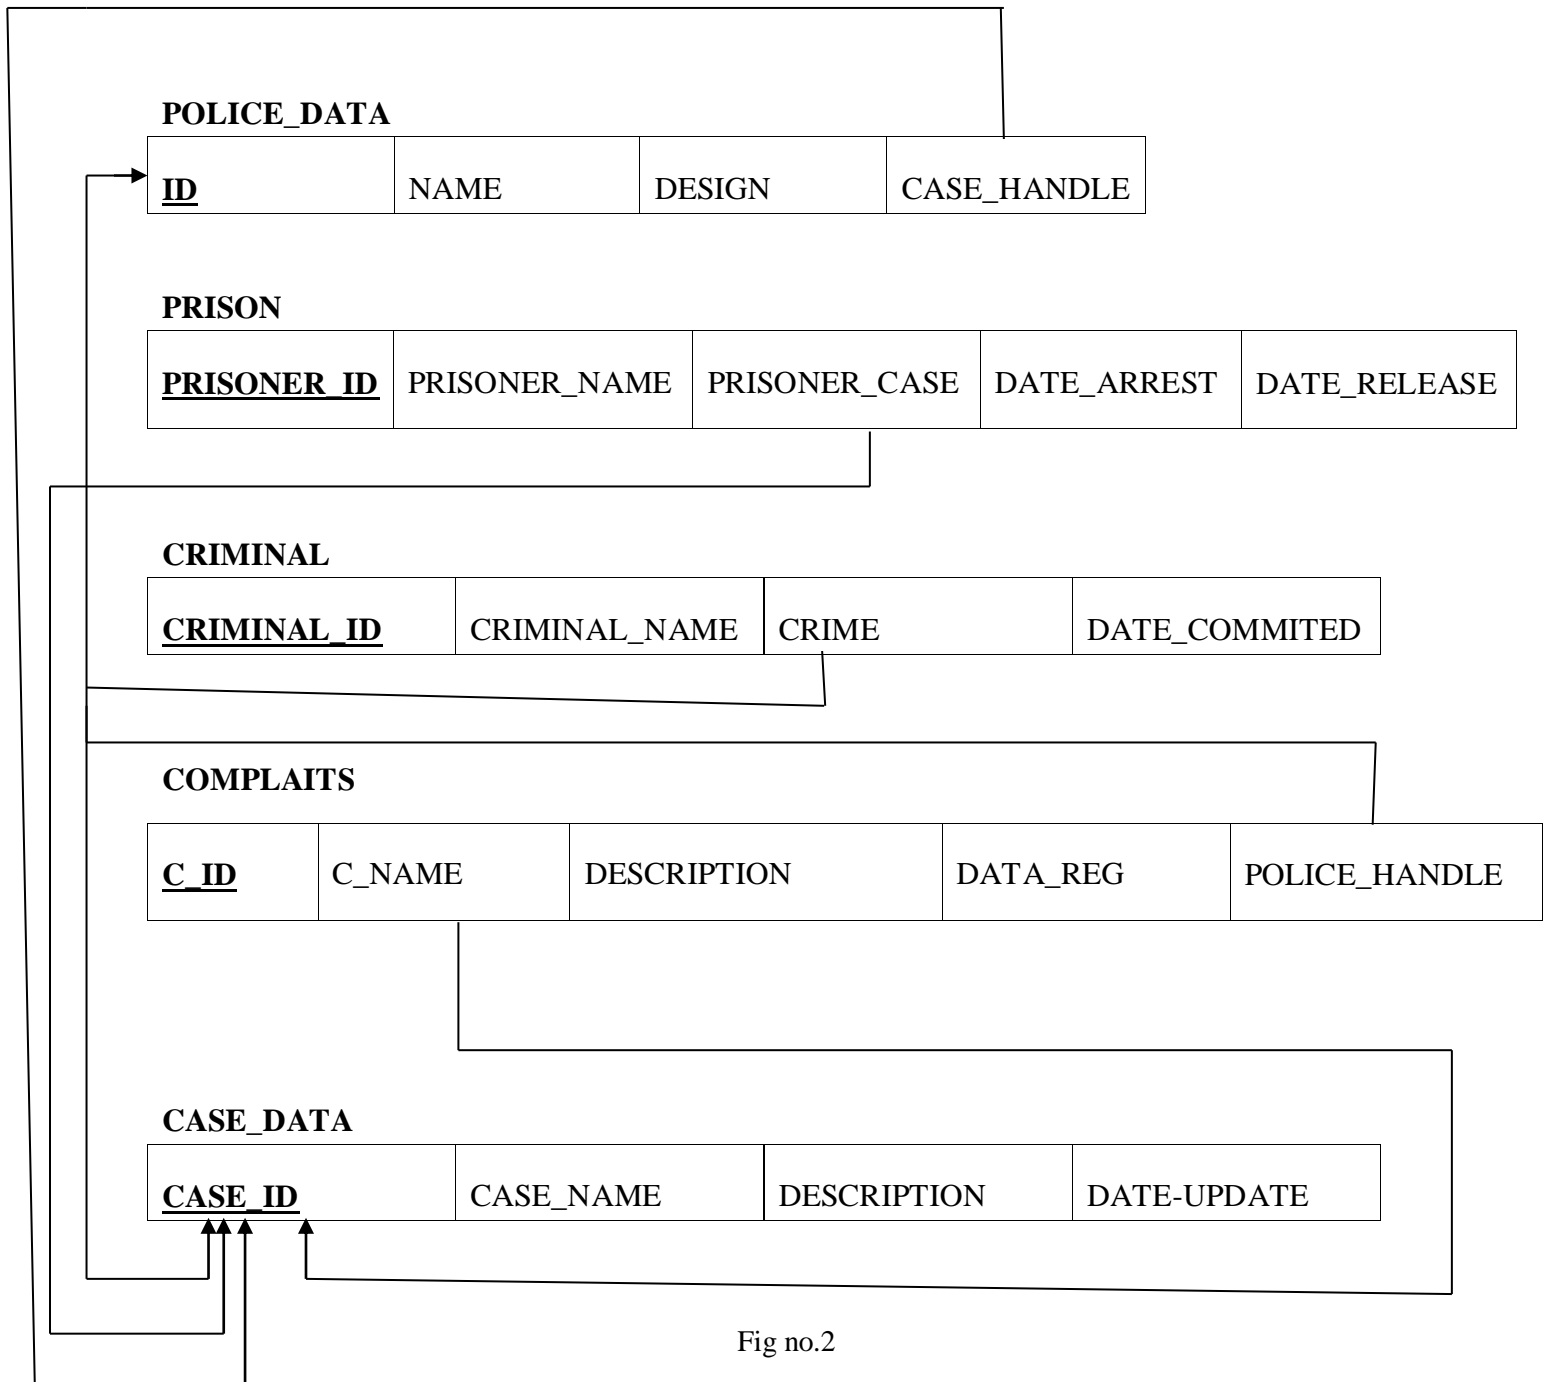 POLICE_DATA
ID NAME DESIGN CASE_HANDLE
PRISON
PRISONER_ID PRISONER_NAME PRISONER_CASE DATE_ARREST DATE_RELEASE
CRIMINAL
CRIMINAL_ID CRIMINAL_NAME CRIME DATE_COMMITED
COMPLAITS
C_ID C_NAME DESCRIPTION DATA_REG POLICE_HANDLE
CASE_DATA
CASE_ID CASE_NAME DESCRIPTION DATE-UPDATE
Fig no.2